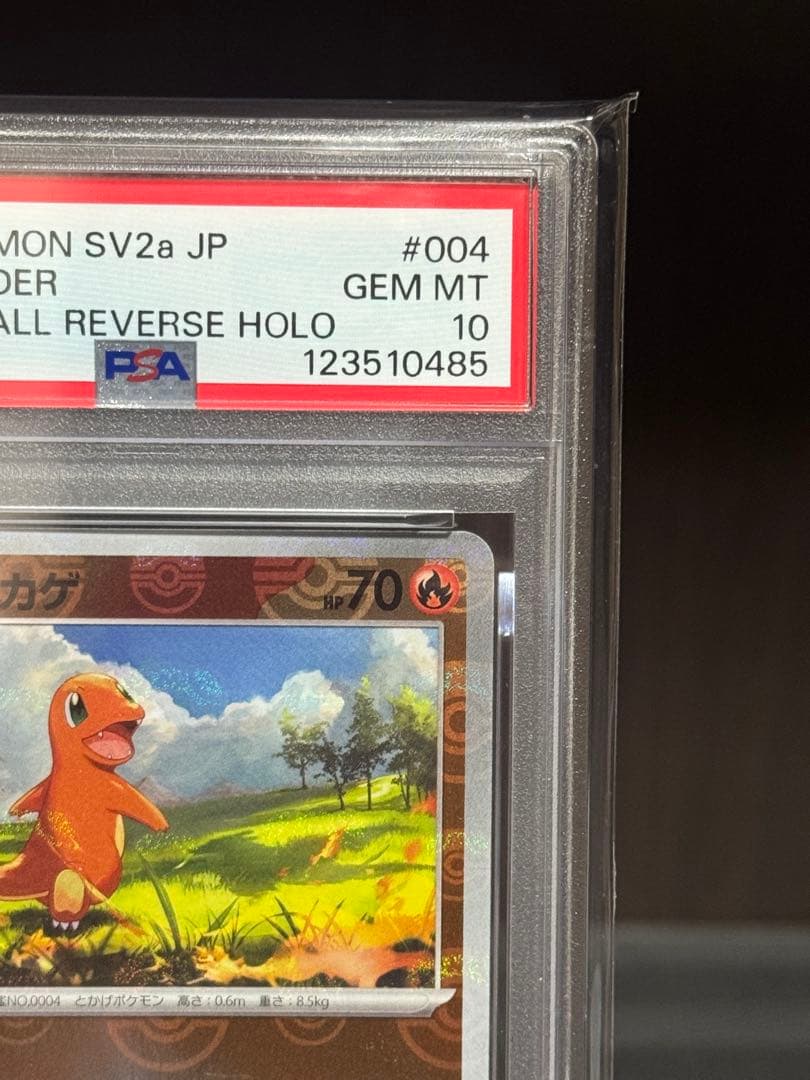 MON SV2a JP #004
DER GEM MT
ALL REVERSE HOLO 10
PSA 123510485
カゲ HP70
NO.0004 とかげポケモン 高さ:0.6m 重さ:8.5kg